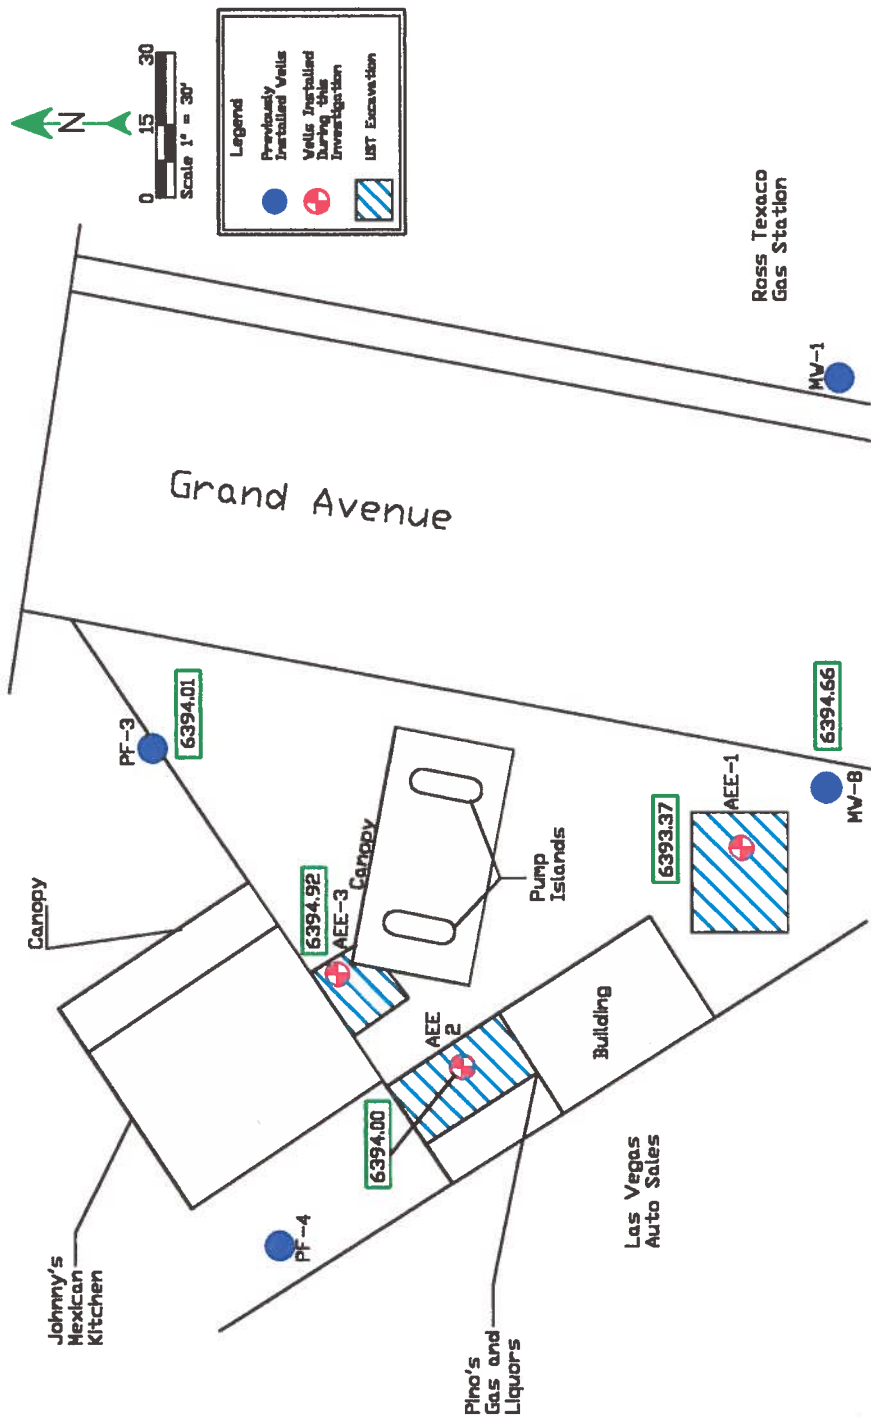 N
0 15 30
Scale 1" = 30'
Legend
Previously
Installed Wells
Wells Installed
During this
Investigation
UST Excavation
Ross Texaco
Gas Station
MW-1
Grand Avenue
PF-3
6394.01
6394.66
MW-8
AEE-1
6393.37
Canopy
6394.92
AEE-3
Canopy
Pump
Islands
AEE
2
6394.00
Building
Johnny's
Mexican
Kitchen
PF-4
Las Vegas
Auto Sales
Pino's
Gas and
Liquors